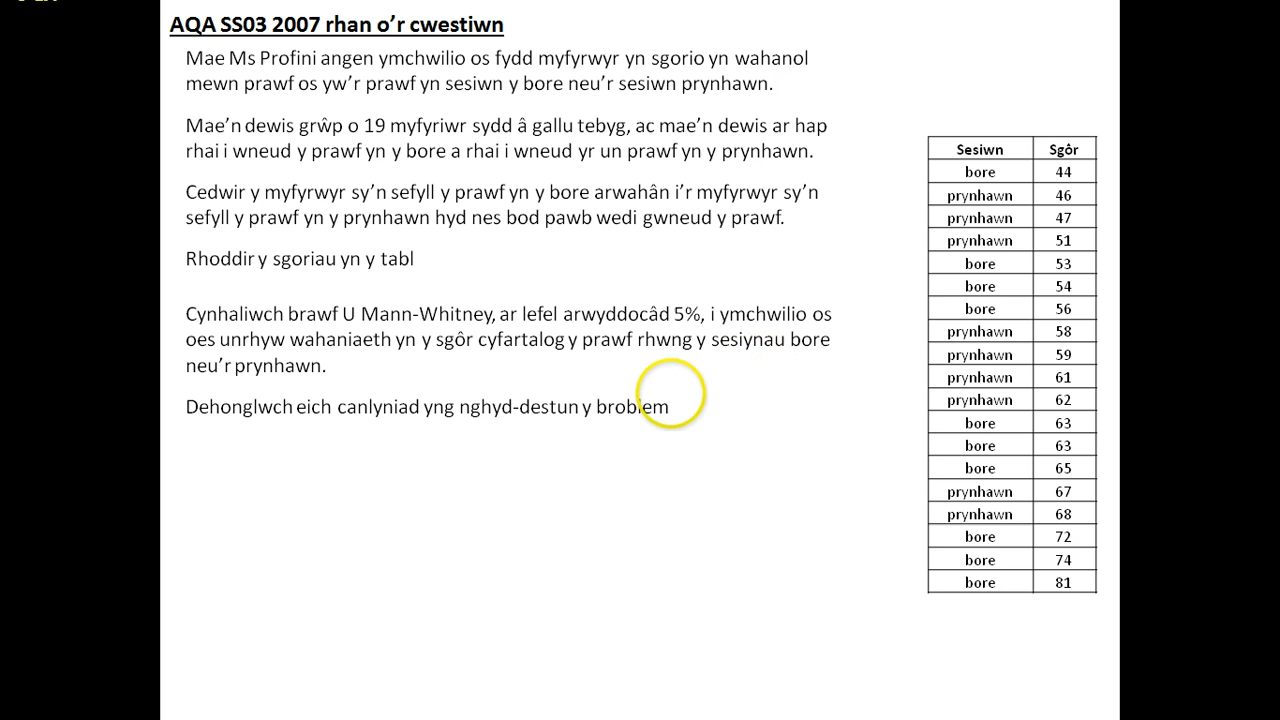 AQA SS03 2007 rhan o’r cwestiwn
Mae Ms Profini angen ymchwilio os fydd myfyrwyr yn sgorio yn wahanol
mewn prawf os yw’r prawf yn sesiwn y bore neu’r sesiwn prynhawn.
Mae’n dewis grŵp o 19 myfyriwr sydd â gallu tebyg, ac mae’n dewis ar hap
rhai i wneud y prawf yn y bore a rhai i wneud yr un prawf yn y prynhawn.
Cedwir y myfyrwyr sy’n sefyll y prawf yn y bore arwahân i’r myfyrwyr sy’n
sefyll y prawf yn y prynhawn hyd nes bod pawb wedi gwneud y prawf.
Rhoddir y sgoriau yn y tabl
Cynhaliwch brawf U Mann-Whitney, ar lefel arwyddocâd 5%, i ymchwilio os
oes unrhyw wahaniaeth yn y sgôr cyfartalog y prawf rhwng y sesiynau bore
neu’r prynhawn.
Dehonglwch eich canlyniad yng nghyd-destun y broblem
Sesiwn Sgôr
bore 44
prynhawn 46
prynhawn 47
prynhawn 51
bore 53
bore 54
bore 56
prynhawn 58
prynhawn 59
prynhawn 61
prynhawn 62
bore 63
bore 63
bore 65
prynhawn 67
prynhawn 68
bore 72
bore 74
bore 81